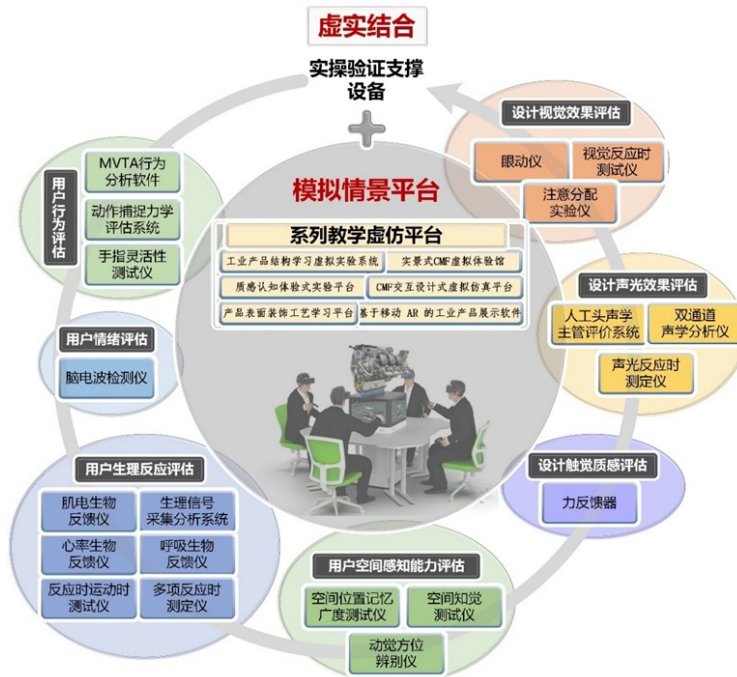 虚实结合
实操验证支撑
设备
模拟情景平台
系列教学虚仿平台
工业产品结构学习虚拟实验系统
实景式CMF虚拟体验馆
质感认知体验式实验平台
CMF交互设计式虚拟仿真平台
产品表面装饰工艺学习平台
基于移动 AR 的工业产品展示软件
设计视觉效果评估
眼动仪
视觉反应时
测试仪
注意分配
实验仪
设计声光效果评估
人工头声学
主管评价系统
双通道
声学分析仪
声光反应时
测定仪
设计触觉质感评估
力反馈器
用户空间感知能力评估
空间位置记忆
广度测试仪
空间知觉
测试仪
动觉方位
辨别仪
用户生理反应评估
肌电生物
反馈仪
生理信号
采集分析系统
心率生物
反馈仪
呼吸生物
反馈仪
反应时运动时
测试仪
多项反应时
测定仪
用户情绪评估
脑电波检测仪
用户行为评估
MVTA行为
分析软件
动作捕捉力学
评估系统
手指灵活性
测试仪